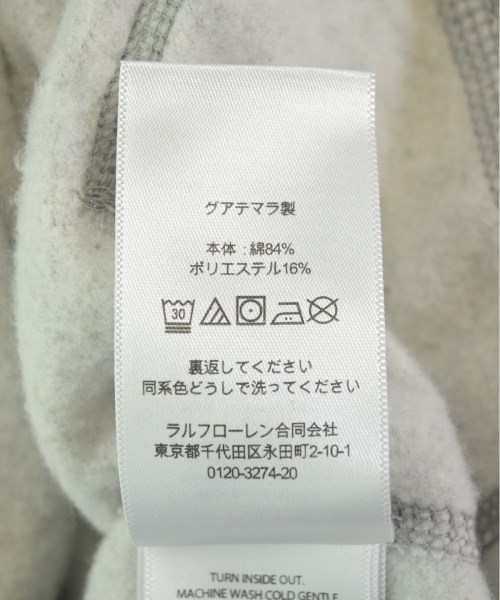 グアテマラ製
本体 : 綿84%
ポリエステル16%
30
裏返してください
同系色どうしで洗ってください
ラルフローレン合同会社
東京都千代田区永田町2-10-1
0120-3274-20
TURN INSIDE OUT.
MACHINE WASH COLD GENTLE